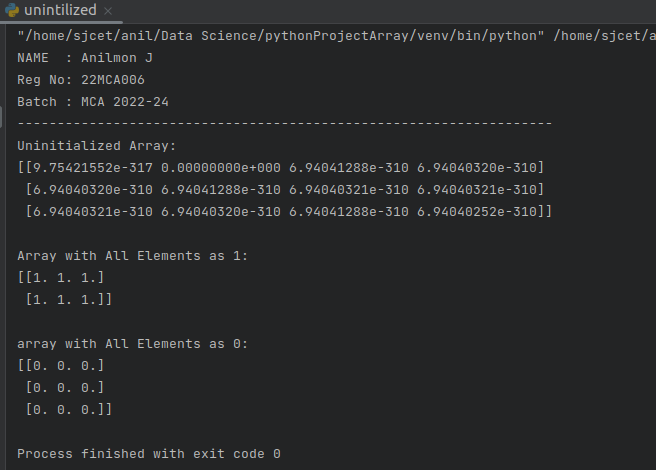 unintilized
"/home/sjcet/anil/Data Science/pythonProjectArray/venv/bin/python" /home/sjcet/a
NAME  : Anilmon J
Reg No: 22MCA006
Batch : MCA 2022-24
-------------------------------------------------------------------
Uninitialized Array:
[[9.75421552e-317 0.00000000e+000 6.94041288e-310 6.94040320e-310]
 [6.94040320e-310 6.94041288e-310 6.94040321e-310 6.94040321e-310]
 [6.94040321e-310 6.94040320e-310 6.94041288e-310 6.94040252e-310]]

Array with All Elements as 1:
[[1. 1. 1.]
 [1. 1. 1.]]

array with All Elements as 0:
[[0. 0. 0.]
 [0. 0. 0.]
 [0. 0. 0.]]

Process finished with exit code 0